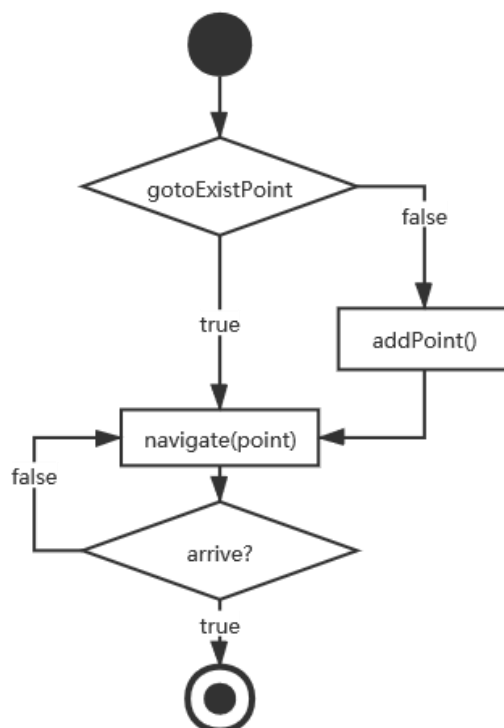 gotoExistPoint
false
true
addPoint()
navigate(point)
false
arrive?
true